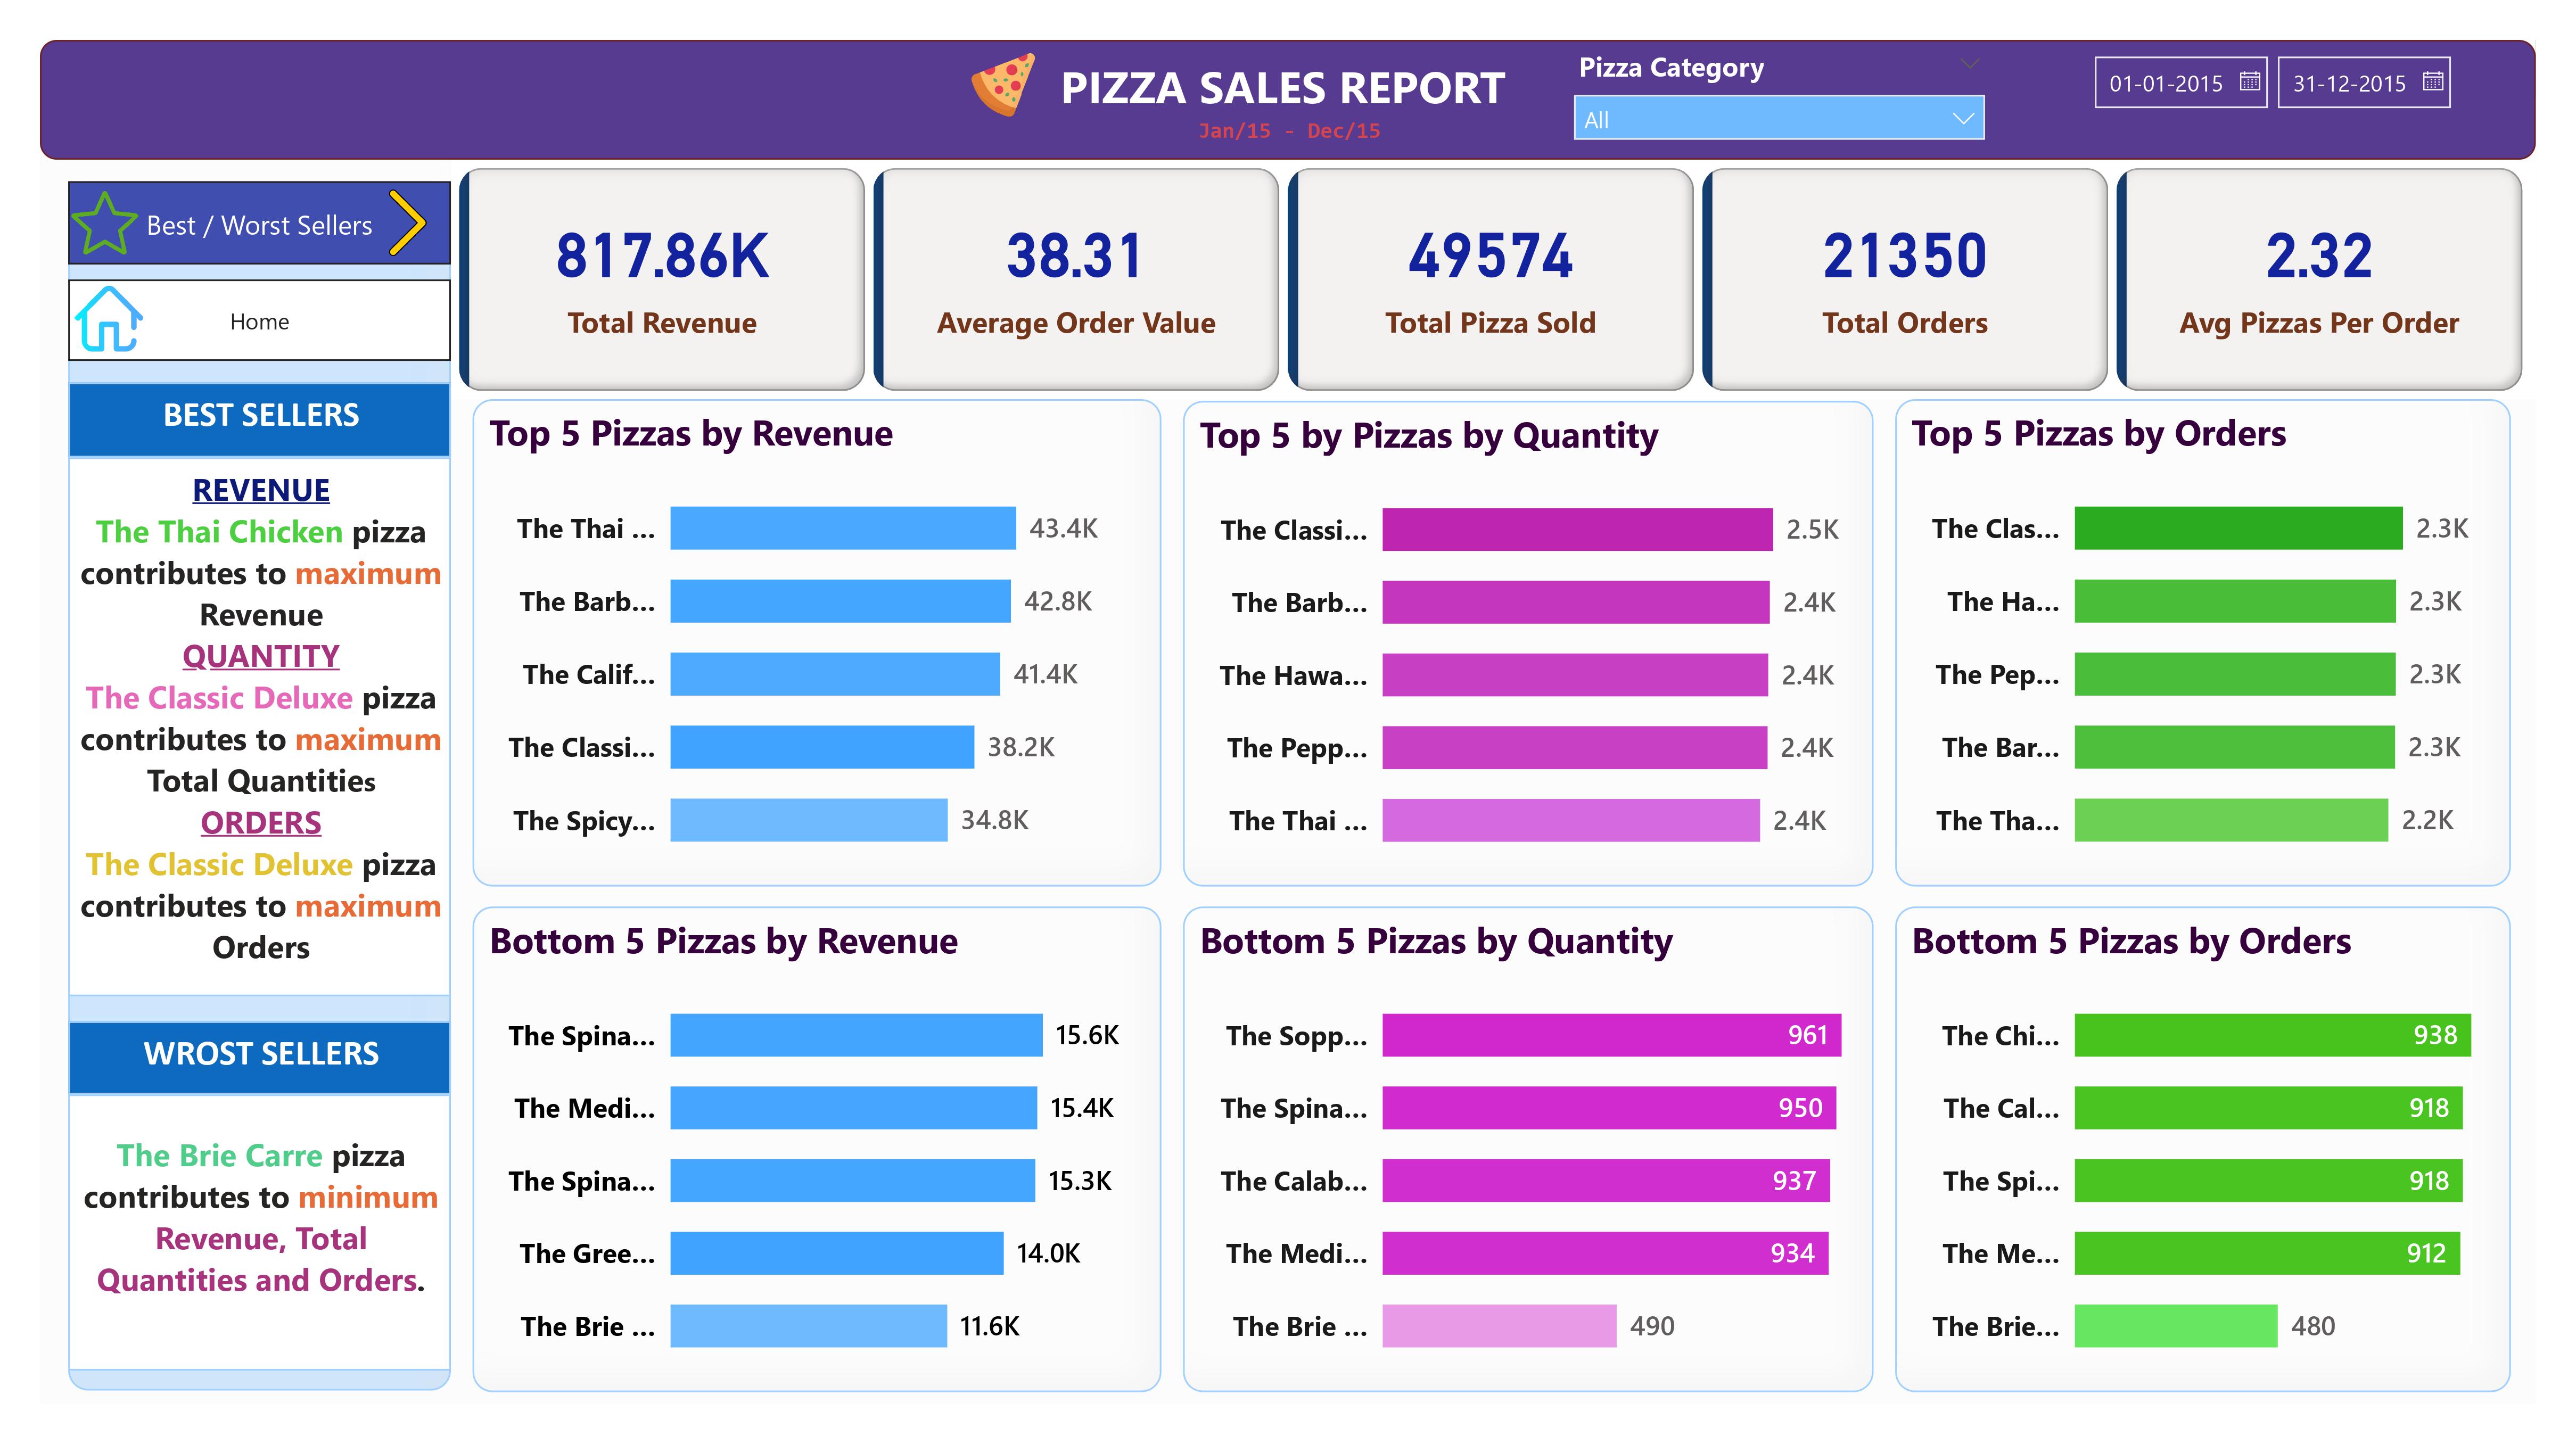 PIZZA SALES REPORT
Jan/15 - Dec/15
Pizza Category
All
01-01-2015
31-12-2015
Best / Worst Sellers
Home
BEST SELLERS
REVENUE
The Thai Chicken pizza
contributes to maximum
Revenue
QUANTITY
The Classic Deluxe pizza
contributes to maximum
Total Quantities
ORDERS
The Classic Deluxe pizza
contributes to maximum
Orders
WROST SELLERS
The Brie Carre pizza
contributes to minimum
Revenue, Total
Quantities and Orders.
817.86K
Total Revenue
38.31
Average Order Value
49574
Total Pizza Sold
21350
Total Orders
2.32
Avg Pizzas Per Order
Top 5 Pizzas by Revenue
The Thai ... 43.4K
The Barb... 42.8K
The Calif... 41.4K
The Classi... 38.2K
The Spicy... 34.8K
Top 5 by Pizzas by Quantity
The Classi... 2.5K
The Barb... 2.4K
The Hawa... 2.4K
The Pepp... 2.4K
The Thai ... 2.4K
Top 5 Pizzas by Orders
The Clas... 2.3K
The Ha... 2.3K
The Pep... 2.3K
The Bar... 2.3K
The Tha... 2.2K
Bottom 5 Pizzas by Revenue
The Spina... 15.6K
The Medi... 15.4K
The Spina... 15.3K
The Gree... 14.0K
The Brie ... 11.6K
Bottom 5 Pizzas by Quantity
The Sopp... 961
The Spina... 950
The Calab... 937
The Medi... 934
The Brie ... 490
Bottom 5 Pizzas by Orders
The Chi... 938
The Cal... 918
The Spi... 918
The Me... 912
The Brie... 480